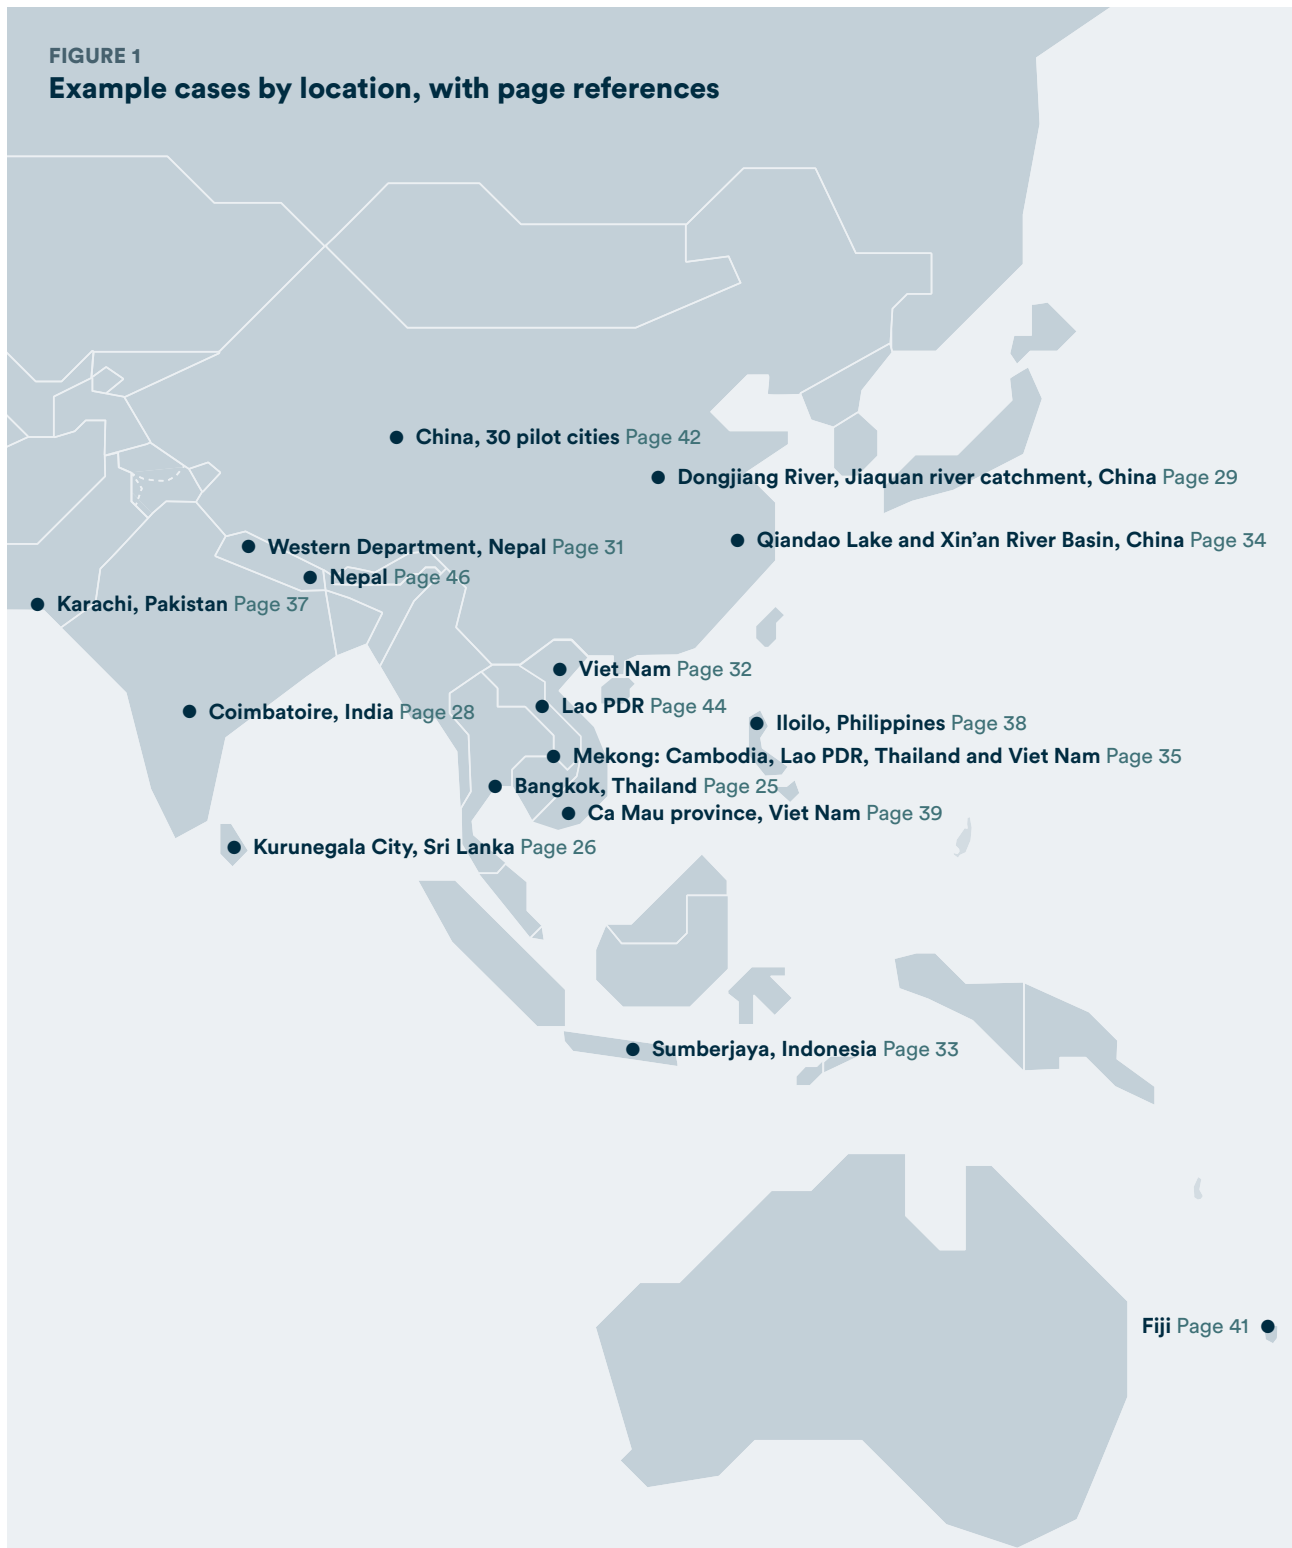 FIGURE 1
Example cases by location, with page references
China, 30 pilot cities Page 42
Dongjiang River, Jiaquan river catchment, China Page 29
Qiandao Lake and Xin’an River Basin, China Page 34
Western Department, Nepal Page 31
Nepal Page 46
Karachi, Pakistan Page 37
Viet Nam Page 32
Lao PDR Page 44
Coimbatoire, India Page 28
Iloilo, Philippines Page 38
Mekong: Cambodia, Lao PDR, Thailand and Viet Nam Page 35
Bangkok, Thailand Page 25
Ca Mau province, Viet Nam Page 39
Kurunegala City, Sri Lanka Page 26
Sumberjaya, Indonesia Page 33
Fiji Page 41